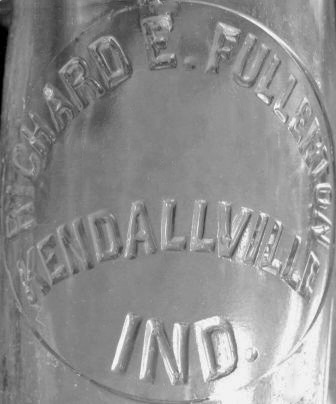 RICHARD E. FULLERTON
KENDALLVILLE
IND.